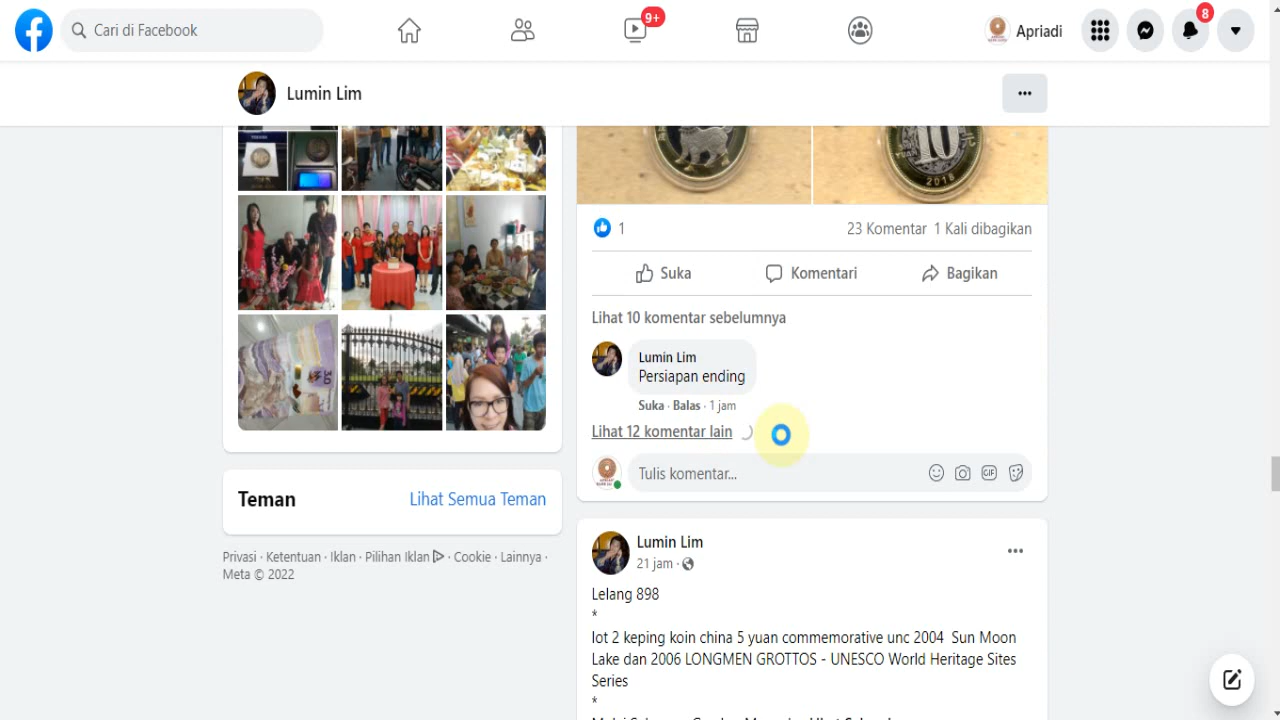 Cari di Facebook
9+
Apriadi
8
Lumin Lim
10
YUAN
2018
1
23 Komentar 1 Kali dibagikan
Suka
Komentari
Bagikan
Lihat 10 komentar sebelumnya
Lumin Lim
Persiapan ending
Suka · Balas · 1 jam
Lihat 12 komentar lain
Tulis komentar...
GIF
Teman
Lihat Semua Teman
Privasi · Ketentuan · Iklan · Pilihan Iklan · Cookie · Lainnya ·
Meta © 2022
Lumin Lim
21 jam ·
Lelang 898
*
lot 2 keping koin china 5 yuan commemorative unc 2004 Sun Moon
Lake dan 2006 LONGMEN GROTTOS - UNESCO World Heritage Sites
Series
*